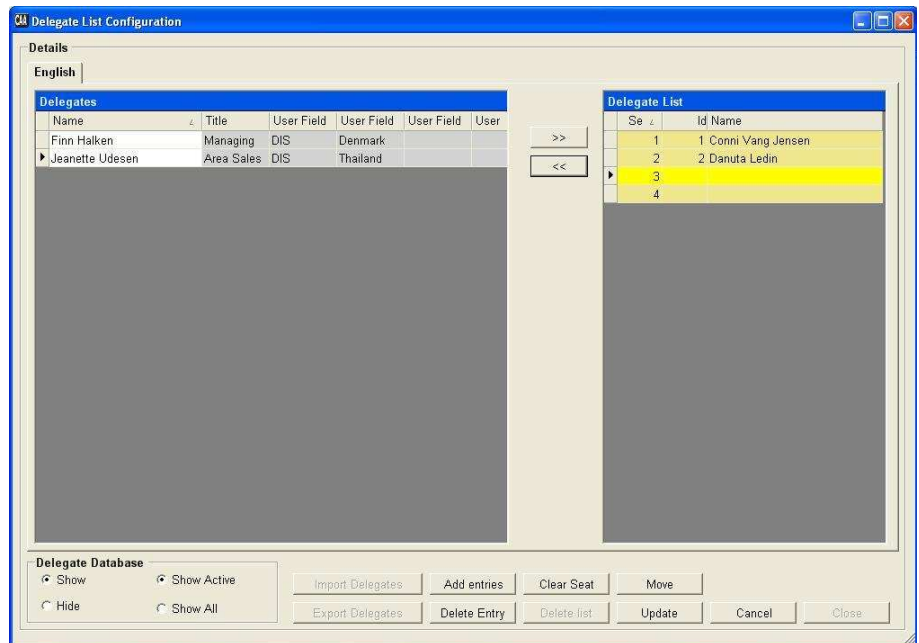 CAA Delegate List Configuration
Details
English
Delegates
Name Title User Field User Field User Field User
Finn Halken Managing DIS Denmark
Jeanette Udesen Area Sales DIS Thailand
>>
<<
Delegate List
Se Id Name
1 1 Conni Vang Jensen
2 2 Danuta Ledin
3
4
Delegate Database
Show Show Active
Hide Show All
Import Delegates Add entries Clear Seat Move
Export Delegates Delete Entry Delete list Update Cancel Close